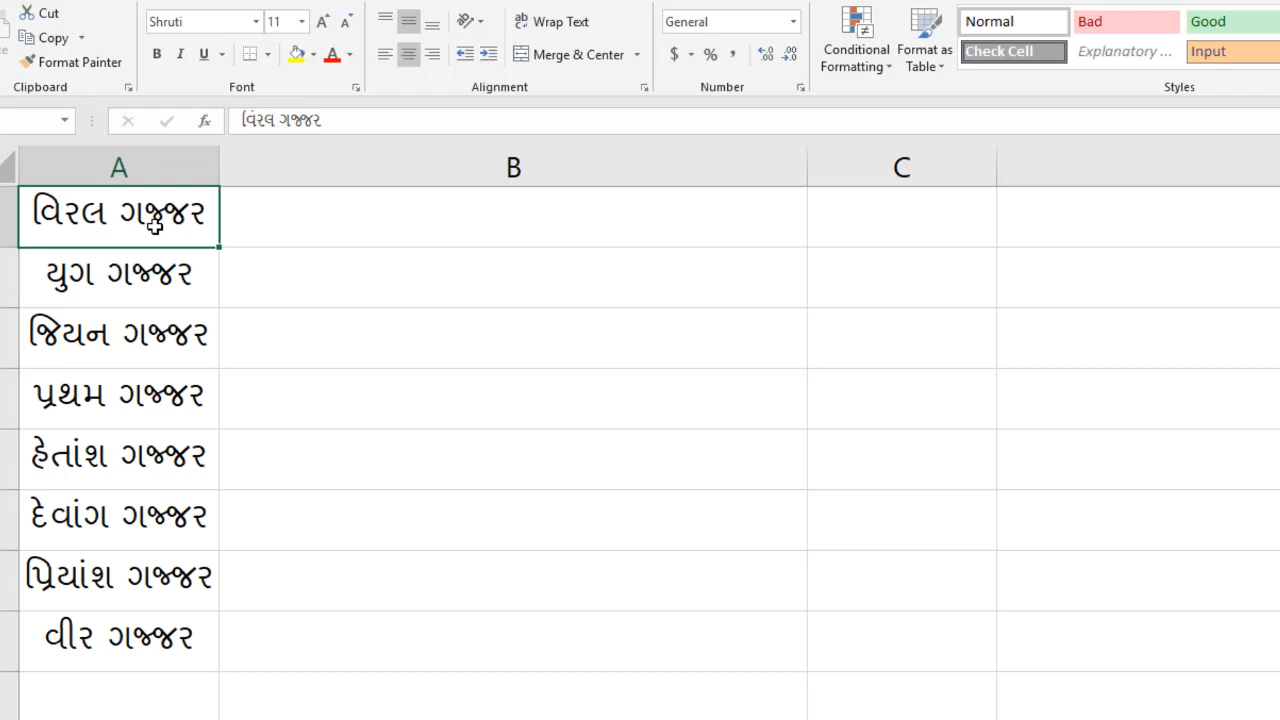 Cut
Shruti 11 Wrap Text General Normal Bad Good
Copy
Format Painter B I U Merge & Center $ % , Conditional Formatting Format as Table Check Cell Explanatory ... Input
Clipboard Font Alignment Number Styles
fx વિરલ ગજ્જર
A B C
વિરલ ગજ્જર
યુગ ગજ્જર
જિયન ગજ્જર
પ્રથમ ગજ્જર
હેતાંશ ગજ્જર
દેવાંગ ગજ્જર
પ્રિયાંશ ગજ્જર
વીર ગજ્જર